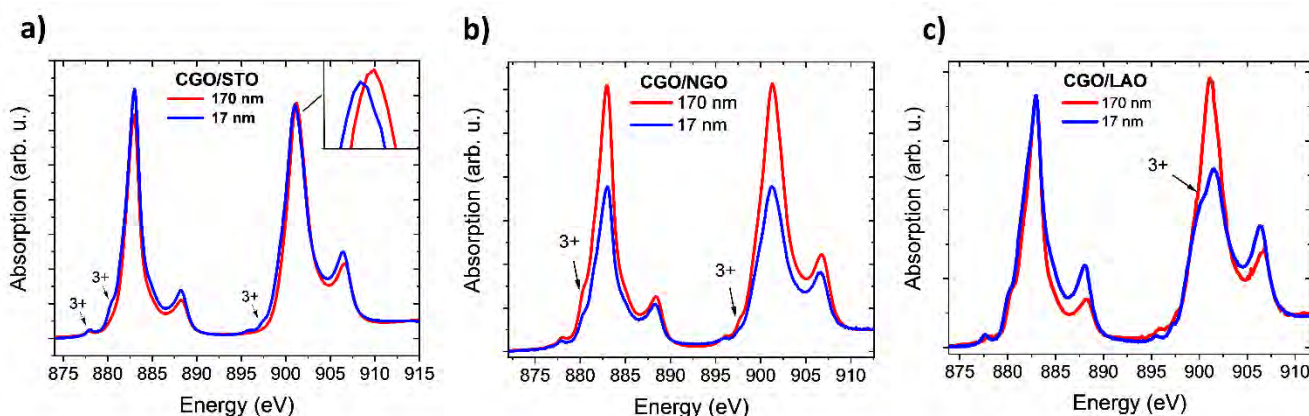 a)
CGO/STO
170 nm
17 nm
3+
3+
3+
Absorption (arb. u.)
875 880 885 890 895 900 905 910 915
Energy (eV)
b)
CGO/NGO
170 nm
17 nm
3+
3+
Absorption (arb. u.)
875 880 885 890 895 900 905 910
Energy (eV)
c)
CGO/LAO
170 nm
17 nm
3+
Absorption (arb. u.)
875 880 885 890 895 900 905 910
Energy (eV)